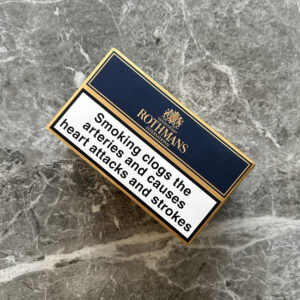 ROTHMANS
Smoking clogs the
arteries and causes
heart attacks and strokes